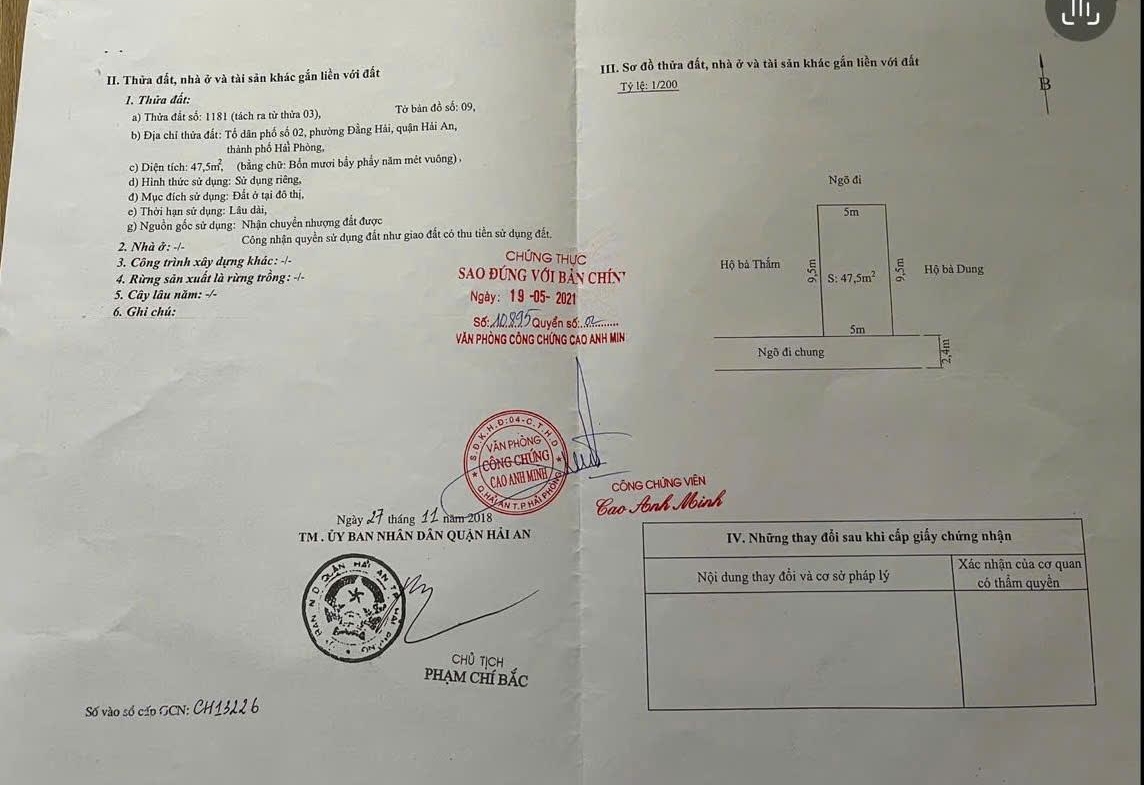 II. Thửa đất, nhà ở và tài sản khác gắn liền với đất
1. Thửa đất:
a) Thửa đất số: 1181 (tách ra từ thửa 03), Tờ bản đồ số: 09,
b) Địa chỉ thửa đất: Tổ dân phố số 02, phường Đằng Hải, quận Hải An,
thành phố Hải Phòng,
c) Diện tích: 47,5m², (bằng chữ: Bốn mươi bẩy phẩy năm mét vuông),
d) Hình thức sử dụng: Sử dụng riêng,
đ) Mục đích sử dụng: Đất ở tại đô thị,
e) Thời hạn sử dụng: Lâu dài,
g) Nguồn gốc sử dụng: Nhận chuyển nhượng đất được
Công nhận quyền sử dụng đất như giao đất có thu tiền sử dụng đất.
2. Nhà ở: -/-
3. Công trình xây dựng khác: -/-
4. Rừng sản xuất là rừng trồng: -/-
5. Cây lâu năm: -/-
6. Ghi chú:
CHỨNG THỰC
SAO ĐÚNG VỚI BẢN CHÍN
Ngày: 19-05-2021
Số: 10895 Quyển số: 02
VĂN PHÒNG CÔNG CHỨNG CAO ANH MIN
S.Đ.K.H.Đ:04-C.T.H.D
VĂN PHÒNG
CÔNG CHỨNG
CAO ANH MINH
Q.HẢI AN T.P HẢI PHÒNG
CÔNG CHỨNG VIÊN
Cao Anh Minh
Ngày 27 tháng 11 năm 2018
TM . ỦY BAN NHÂN DÂN QUẬN HẢI AN
CHỦ TỊCH
PHẠM CHÍ BẮC
Số vào sổ cấp GCN: CH13226
III. Sơ đồ thửa đất, nhà ở và tài sản khác gắn liền với đất
Tỷ lệ: 1/200
B
Ngõ đi
5m
Hộ bà Thắm
9,5m
S: 47,5m²
9,5m
Hộ bà Dung
5m
Ngõ đi chung
2,4m
IV. Những thay đổi sau khi cấp giấy chứng nhận
Nội dung thay đổi và cơ sở pháp lý
Xác nhận của cơ quan
có thẩm quyền